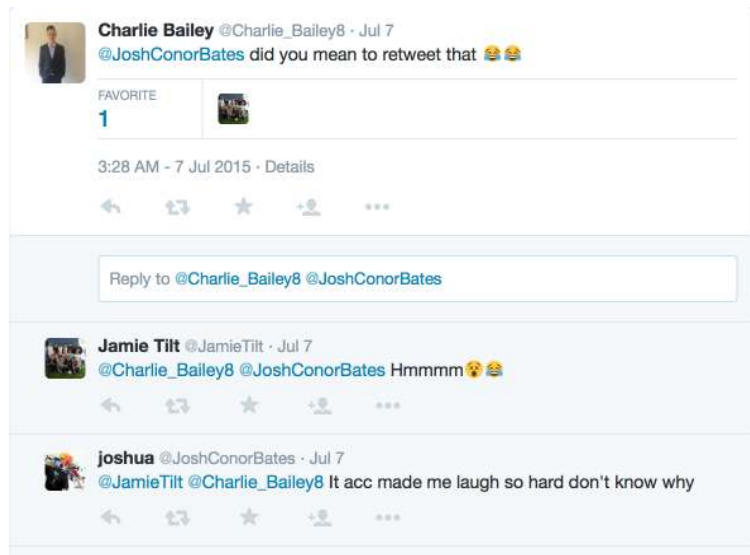 Charlie Bailey @Charlie_Bailey8 · Jul 7
@JoshConorBates did you mean to retweet that 😂😂
FAVORITE
1
3:28 AM - 7 Jul 2015 · Details
Reply to @Charlie_Bailey8 @JoshConorBates
Jamie Tilt @JamieTilt · Jul 7
@Charlie_Bailey8 @JoshConorBates Hmmmm😵😂
joshua @JoshConorBates · Jul 7
@JamieTilt @Charlie_Bailey8 It acc made me laugh so hard don't know why